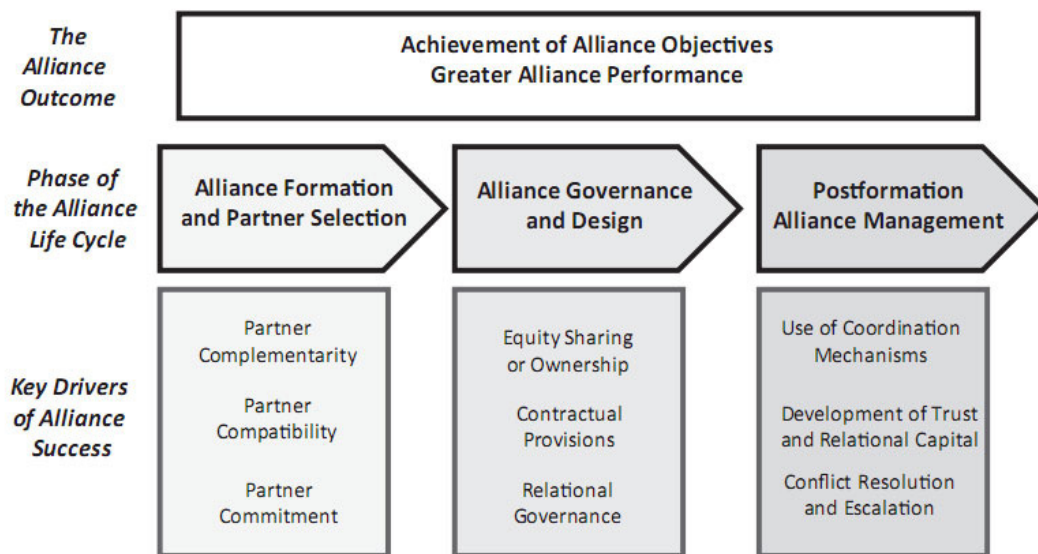 The
Alliance
Outcome
Achievement of Alliance Objectives
Greater Alliance Performance
Phase of
the Alliance
Life Cycle
Alliance Formation
and Partner Selection
Alliance Governance
and Design
Postformation
Alliance Management
Key Drivers
of Alliance
Success
Partner
Complementarity
Partner
Compatibility
Partner
Commitment
Equity Sharing
or Ownership
Contractual
Provisions
Relational
Governance
Use of Coordination
Mechanisms
Development of Trust
and Relational Capital
Conflict Resolution
and Escalation